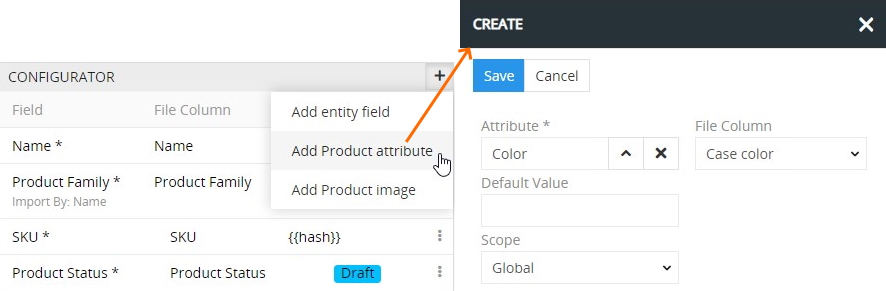 CONFIGURATOR +
Field File Column
Name * Name
Product Family * Product Family
Import By: Name
SKU * SKU {{hash}}
Product Status * Product Status Draft
Add entity field
Add Product attribute
Add Product image
CREATE
Save Cancel
Attribute * File Column
Color Case color
Default Value
Scope
Global